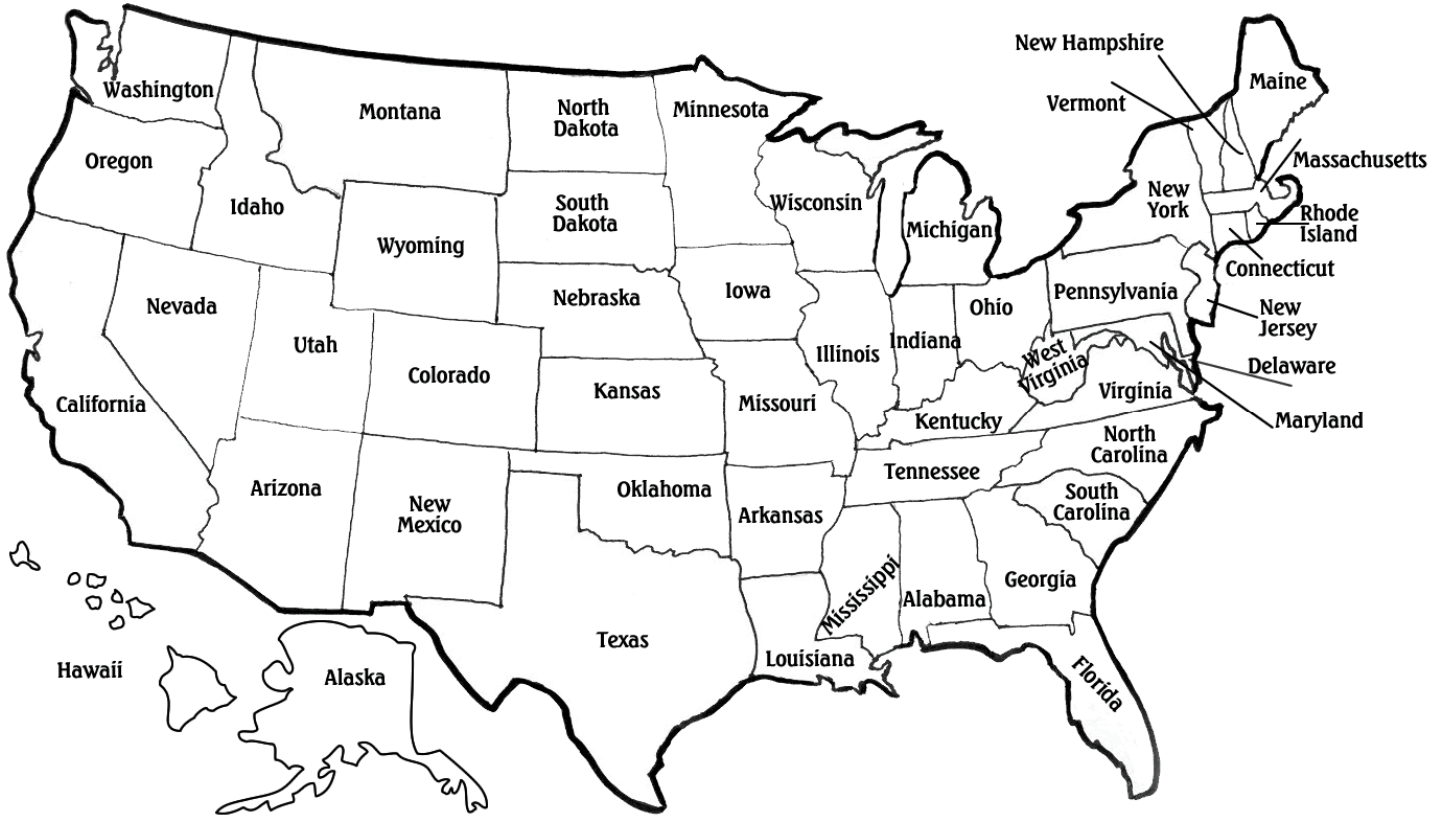 New Hampshire
Maine
Washington
Montana
North
Dakota
Minnesota
Vermont
Oregon
Massachusetts
Idaho
South
Dakota
Wisconsin
New
York
Rhode
Island
Wyoming
Michigan
Connecticut
Nevada
Nebraska
Iowa
Ohio
Pennsylvania
New
Jersey
Utah
Colorado
Illinois
Indiana
West
Virginia
Delaware
California
Kansas
Missouri
Kentucky
Virginia
Maryland
Arizona
New
Mexico
Oklahoma
Arkansas
Tennessee
North
Carolina
South
Carolina
Mississippi
Alabama
Georgia
Hawaii
Alaska
Texas
Louisiana
Florida